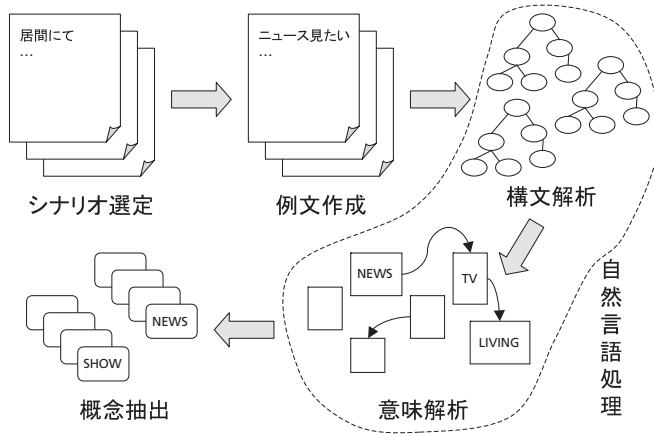 居間にて
…
ニュース見たい
…
シナリオ選定
例文作成
構文解析
NEWS
TV
LIVING
意味解析
自然言語処理
NEWS
SHOW
概念抽出